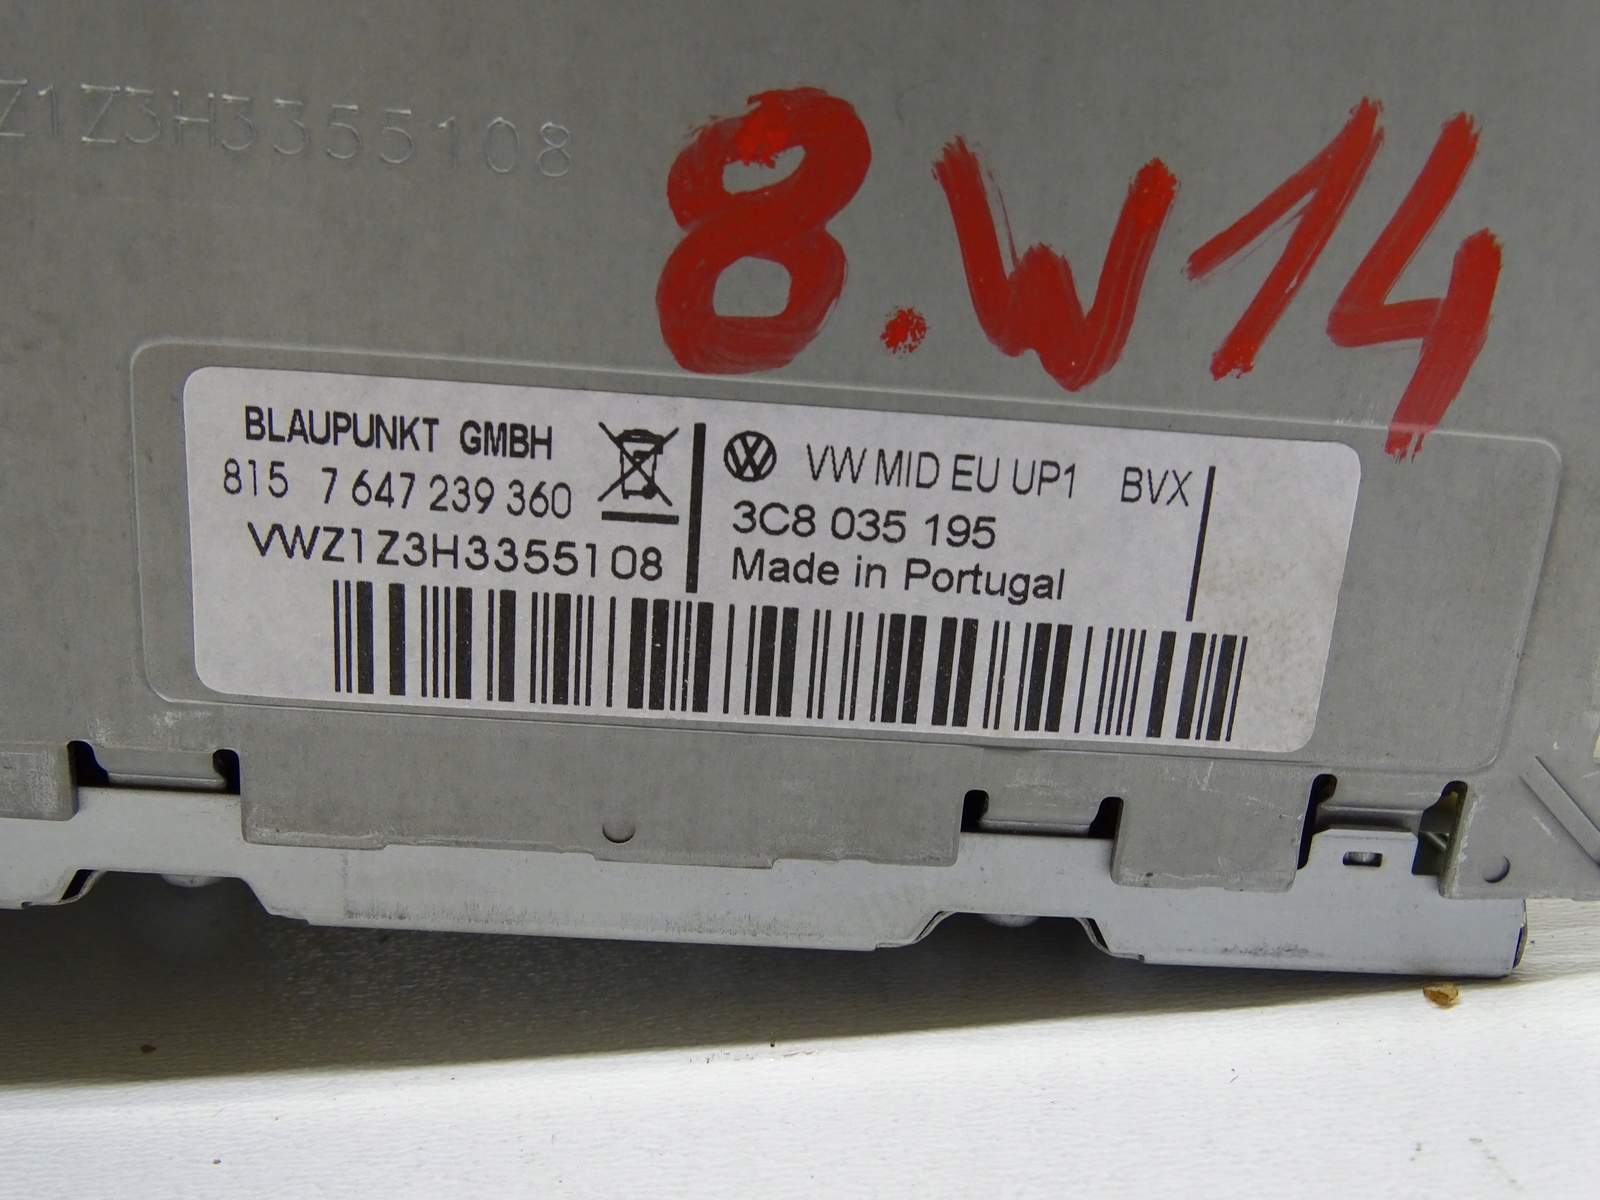 Z1Z3H3355108
8.W14
BLAUPUNKT GMBH
815 7 647 239 360
VWZ1Z3H3355108
VW MID EU UP1 BVX
3C8 035 195
Made in Portugal